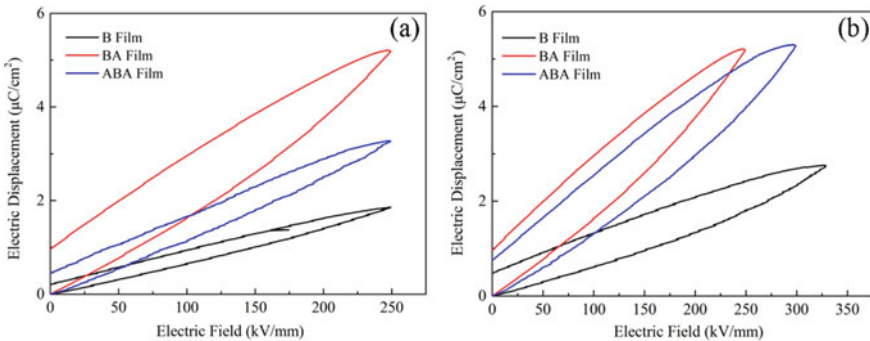 (a)
B Film
BA Film
ABA Film
Electric Displacement (μC/cm²)
6
4
2
0
0 50 100 150 200 250
Electric Field (kV/mm)
(b)
B Film
BA Film
ABA Film
Electric Displacement (μC/cm²)
6
4
2
0
0 50 100 150 200 250 300 350
Electric Field (kV/mm)